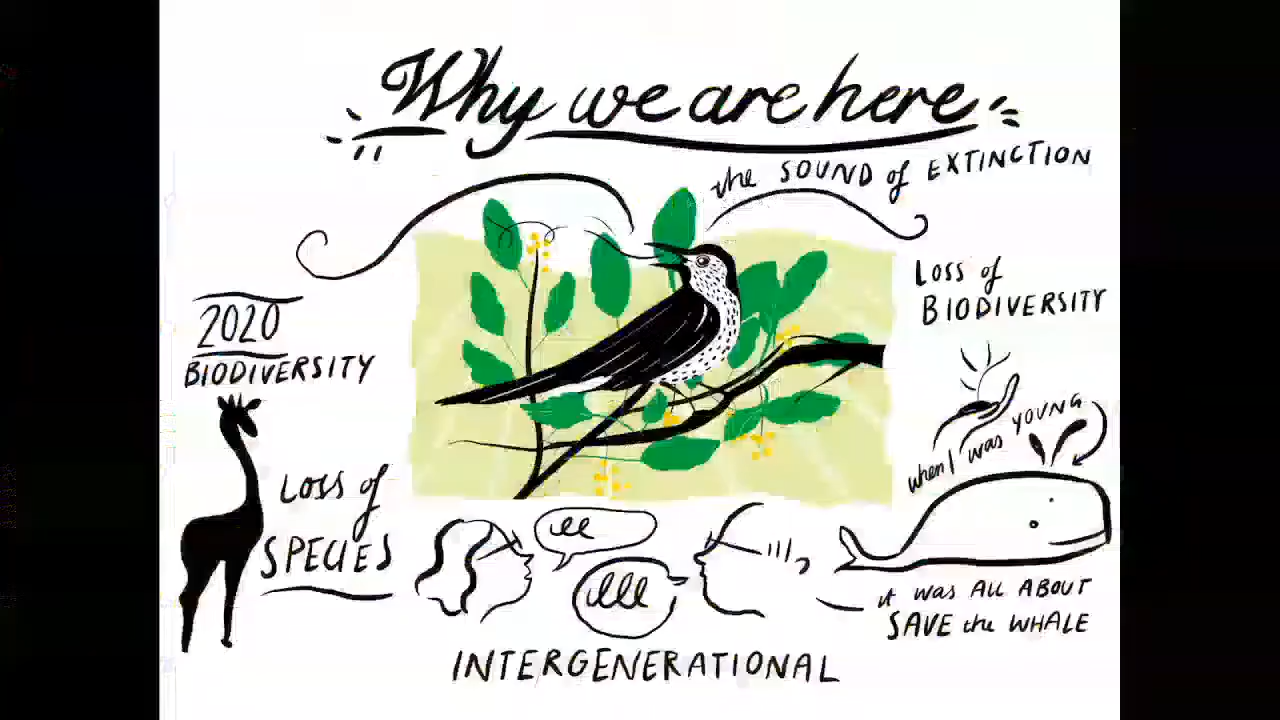 Why we are here
the SOUND of EXTINCTION
2020
BIODIVERSITY
LOSS of
SPECIES
LOSS of
BIODIVERSITY
when I was YOUNG
it was ALL ABOUT
SAVE the WHALE
INTERGENERATIONAL